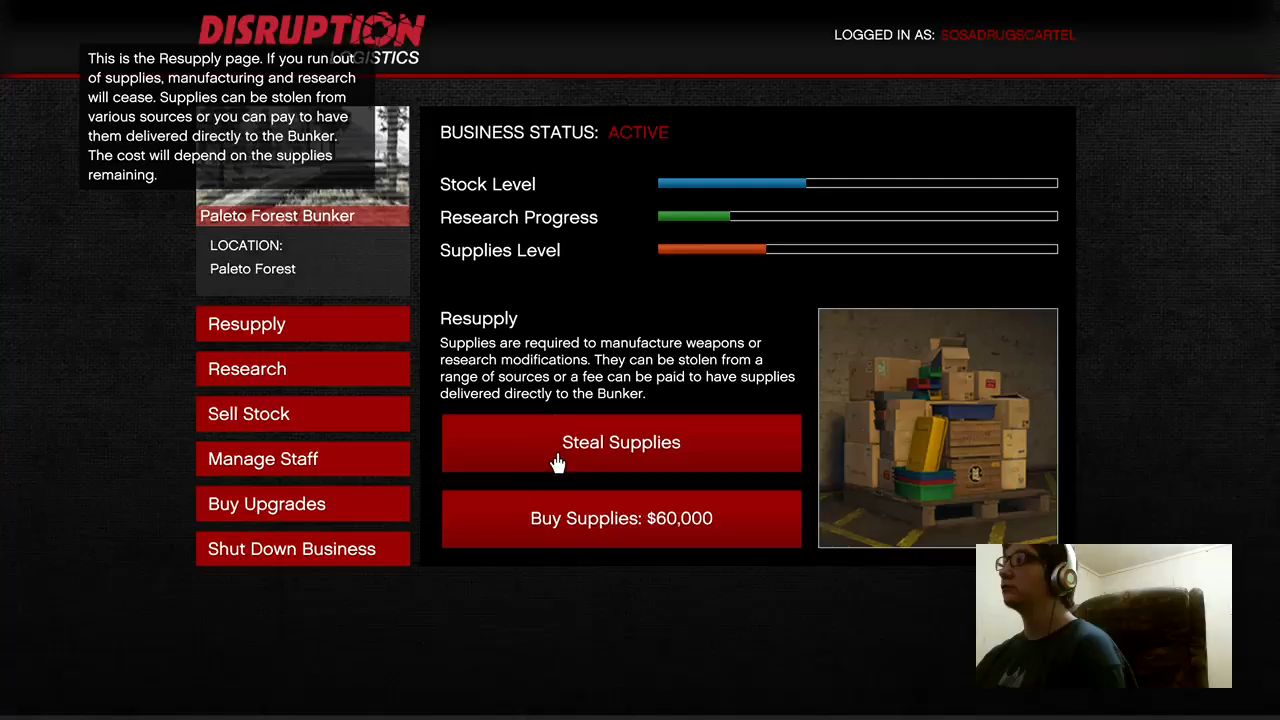 DISRUPTION
LOGISTICS
LOGGED IN AS: SOSADRUGSCARTEL
This is the Resupply page. If you run out
of supplies, manufacturing and research
will cease. Supplies can be stolen from
various sources or you can pay to have
them delivered directly to the Bunker.
The cost will depend on the supplies
remaining.
Paleto Forest Bunker
LOCATION:
Paleto Forest
Resupply
Research
Sell Stock
Manage Staff
Buy Upgrades
Shut Down Business
BUSINESS STATUS: ACTIVE
Stock Level
Research Progress
Supplies Level
Resupply
Supplies are required to manufacture weapons or
research modifications. They can be stolen from a
range of sources or a fee can be paid to have supplies
delivered directly to the Bunker.
Steal Supplies
Buy Supplies: $60,000